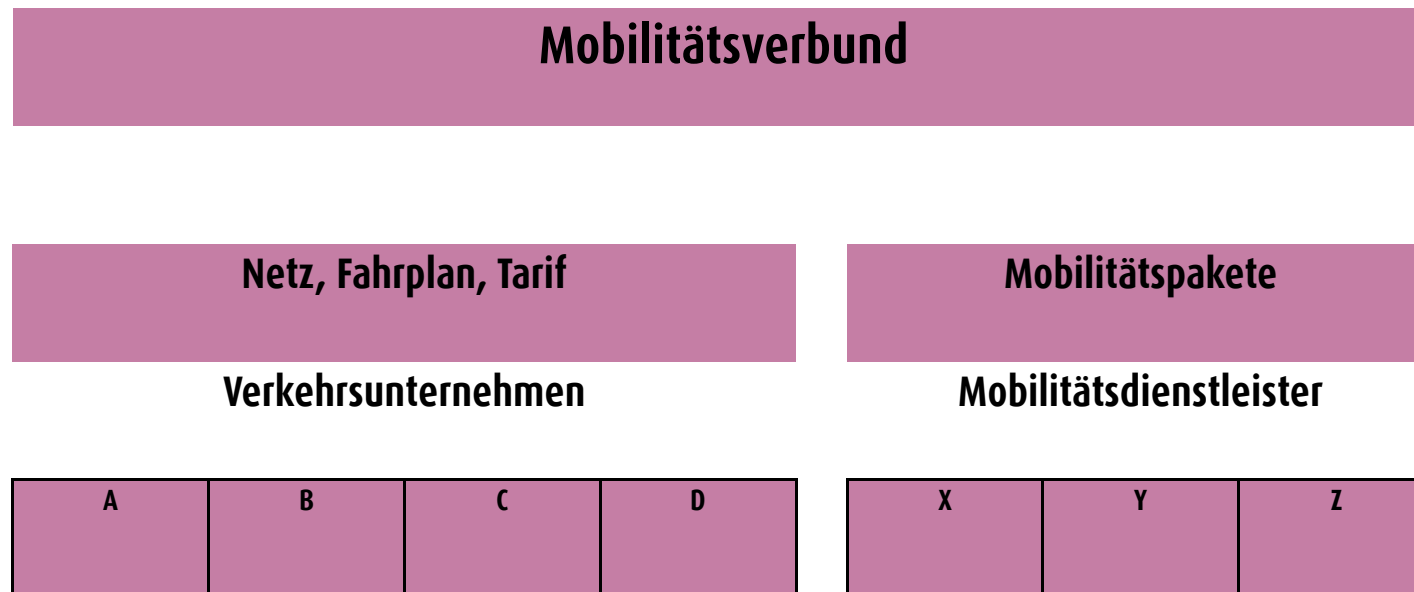 Mobilitätsverbund
Netz, Fahrplan, Tarif
Mobilitätspakete
Verkehrsunternehmen
Mobilitätsdienstleister
A B C D X Y Z